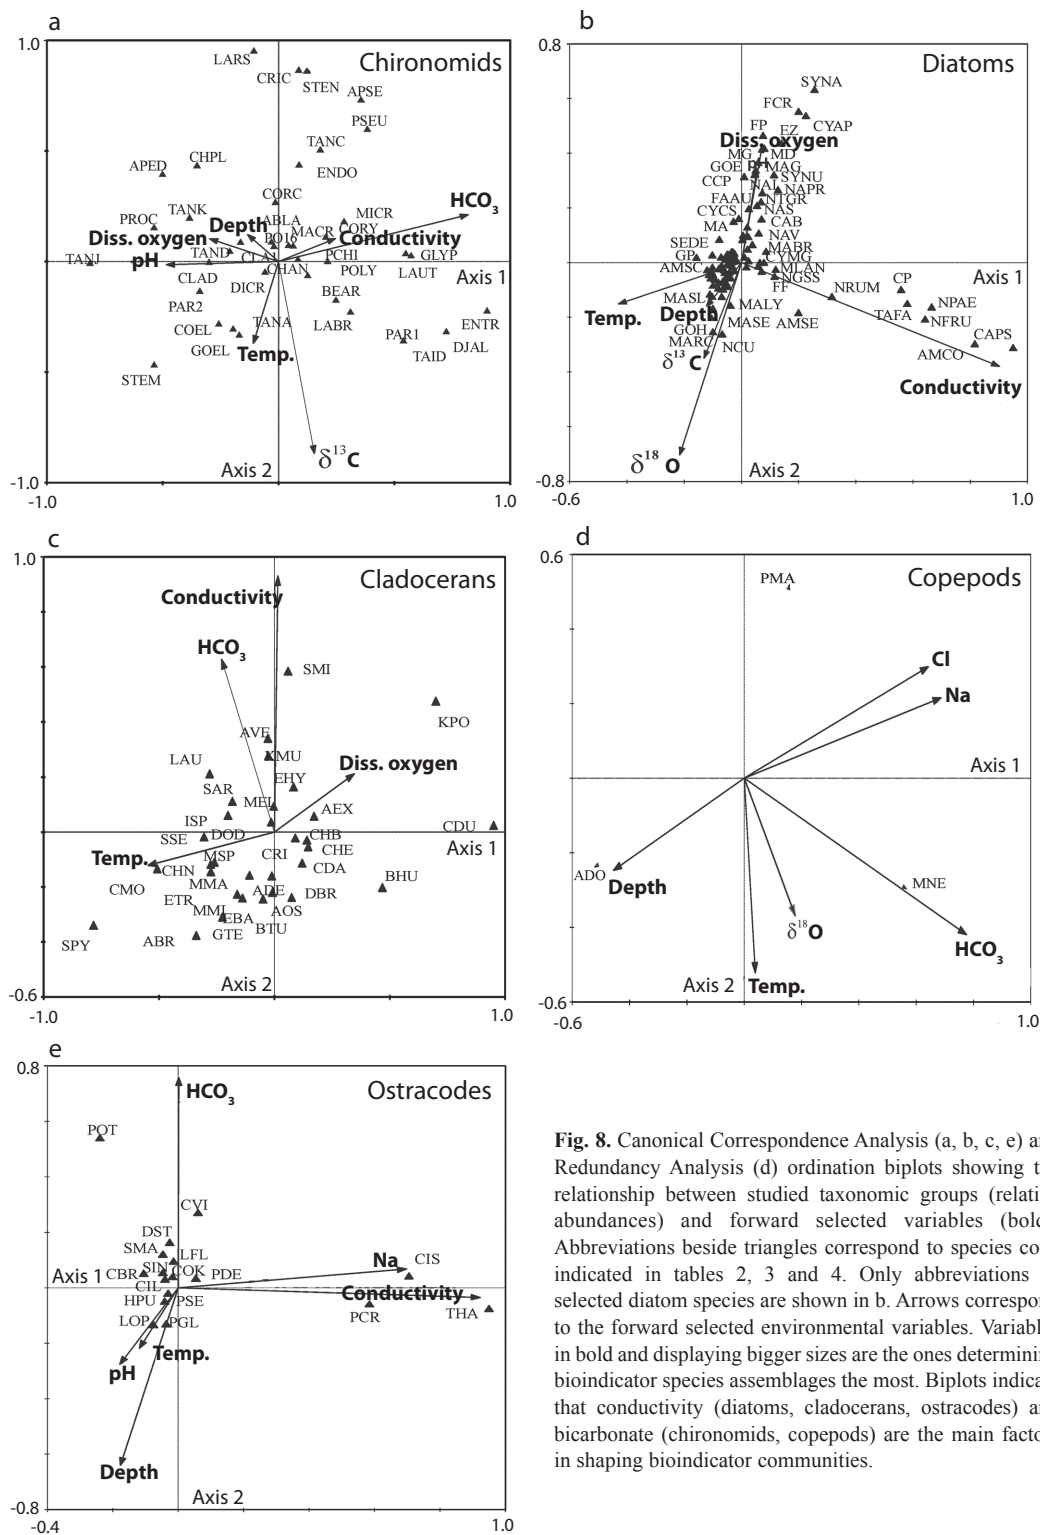 a
1.0
Chironomids
LARS
CRIC
STEN
APSE
PSEU
TANC
ENDO
CHPL
APED
CORC
HCO3
TANK
MICR
PROC
Depth
ABLA
MACR
CORY
Diss. oxygen
PO16
Conductivity
TANJ
pH
TAND
CLA1
PCHI
GLYP
CHAN
POLY
LAUT
Axis 1
CLAD
DICR
BEAR
PAR2
TANA
LABR
ENTR
COEL
PAR1
DJAL
GOEL
Temp.
TAID
STEM
δ13C
Axis 2
-1.0
-1.0
1.0
b
0.8
Diatoms
SYNA
FCR
CYAP
FP
EZ
Diss. oxygen
MG
MD
pH
GOE
MAG
SYNU
CCP
NAL
NAPR
FAAU
NTGR
CYCS
NAS
MA
CAB
NAV
SEDE
MABR
GP
CYMG
AMSC
MLAN
Axis 1
NGSS
FF
CP
NRUM
MASL
MALY
TAFA
NPAE
Temp.
Depth
NFRU
GOH
MASE
AMSE
CAPS
MARC
NCU
AMCO
δ13C
Conductivity
δ18O
Axis 2
-0.8
-0.6
1.0
c
1.0
Cladocerans
Conductivity
HCO3
SMI
KPO
AVE
KMU
LAU
Diss. oxygen
EHY
SAR
MEL
AEX
ISP
CDU
SSE
DOD
CHB
Axis 1
Temp.
MSP
CRI
CHE
CHN
CDA
CMO
MMA
BHU
ETR
ADE
DBR
MMI
EBA
AOS
SPY
ABR
GTE
BTU
Axis 2
-0.6
-1.0
1.0
d
0.6
Copepods
PMA
Cl
Na
Axis 1
ADO
Depth
MNE
δ18O
HCO3
Axis 2
Temp.
-0.6
-0.6
1.0
e
0.8
Ostracodes
HCO3
POT
CVI
DST
SMA
LFL
Na
CIS
Axis 1
CBR
SIN
COK
PDE
CIL
Conductivity
HPU
PSE
THA
LOP
PGL
PCR
Temp.
pH
Depth
Axis 2
-0.8
-0.4
1.0
Fig. 8. Canonical Correspondence Analysis (a, b, c, e) an
Redundancy Analysis (d) ordination biplots showing t
relationship between studied taxonomic groups (relati
abundances) and forward selected variables (bold
Abbreviations beside triangles correspond to species co
indicated in tables 2, 3 and 4. Only abbreviations
selected diatom species are shown in b. Arrows correspon
to the forward selected environmental variables. Variabl
in bold and displaying bigger sizes are the ones determinin
bioindicator species assemblages the most. Biplots indica
that conductivity (diatoms, cladocerans, ostracodes) an
bicarbonate (chironomids, copepods) are the main facto
in shaping bioindicator communities.